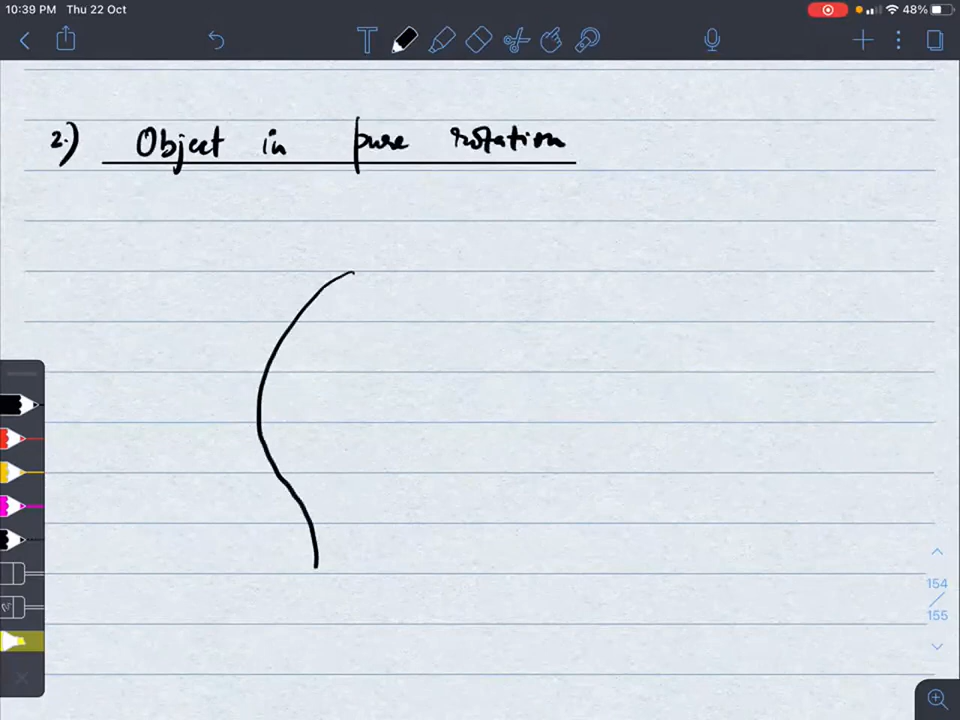 10:39 PM Thu 22 Oct 48%
T
2.) Object in pure rotation
154
155